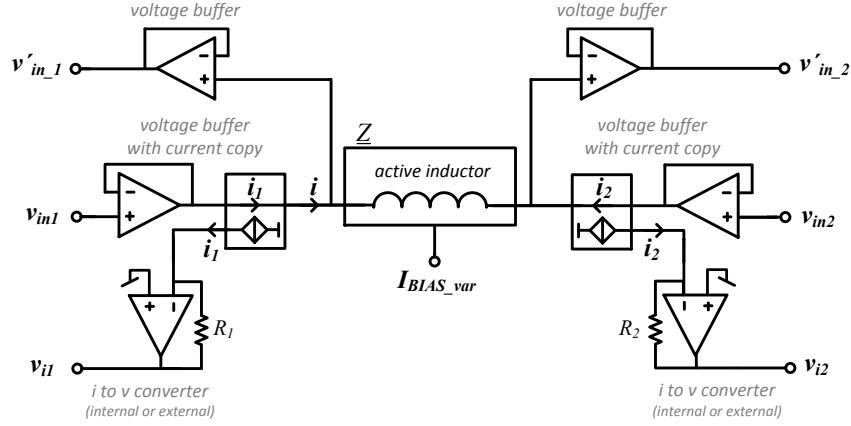 voltage buffer
voltage buffer
v´in_1
v´in_2
-
+
-
+
voltage buffer
with current copy
Z
active inductor
voltage buffer
with current copy
vin1
-
+
i1
i
i2
-
+
vin2
i1
i2
IBIAS_var
+
-
R1
R2
-
+
vi1
vi2
i to v converter
(internal or external)
i to v converter
(internal or external)